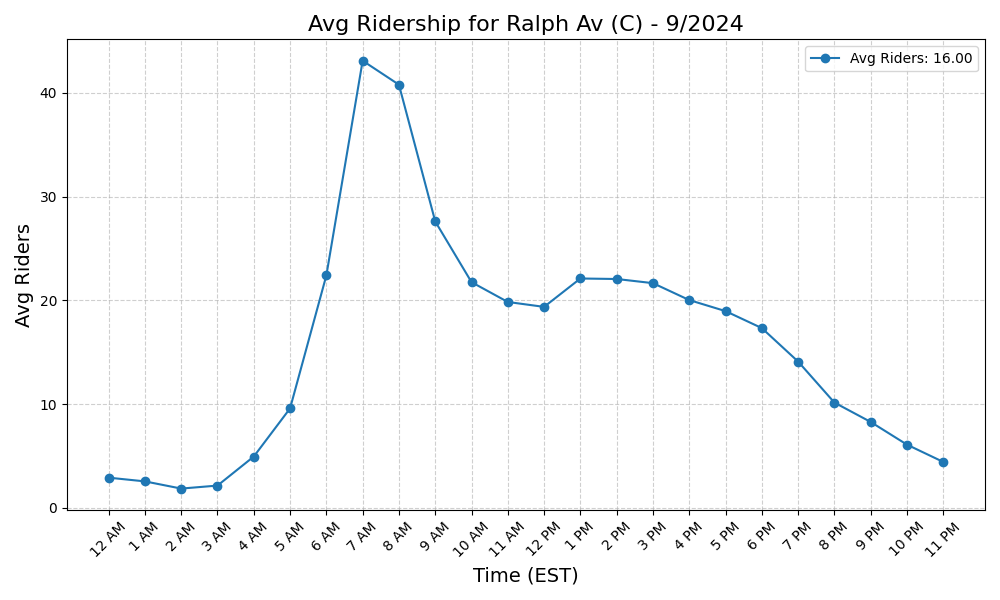 Avg Ridership for Ralph Av (C) - 9/2024
Avg Riders: 16.00
Avg Riders
40
30
20
10
0
12 AM
1 AM
2 AM
3 AM
4 AM
5 AM
6 AM
7 AM
8 AM
9 AM
10 AM
11 AM
12 PM
1 PM
2 PM
3 PM
4 PM
5 PM
6 PM
7 PM
8 PM
9 PM
10 PM
11 PM
Time (EST)